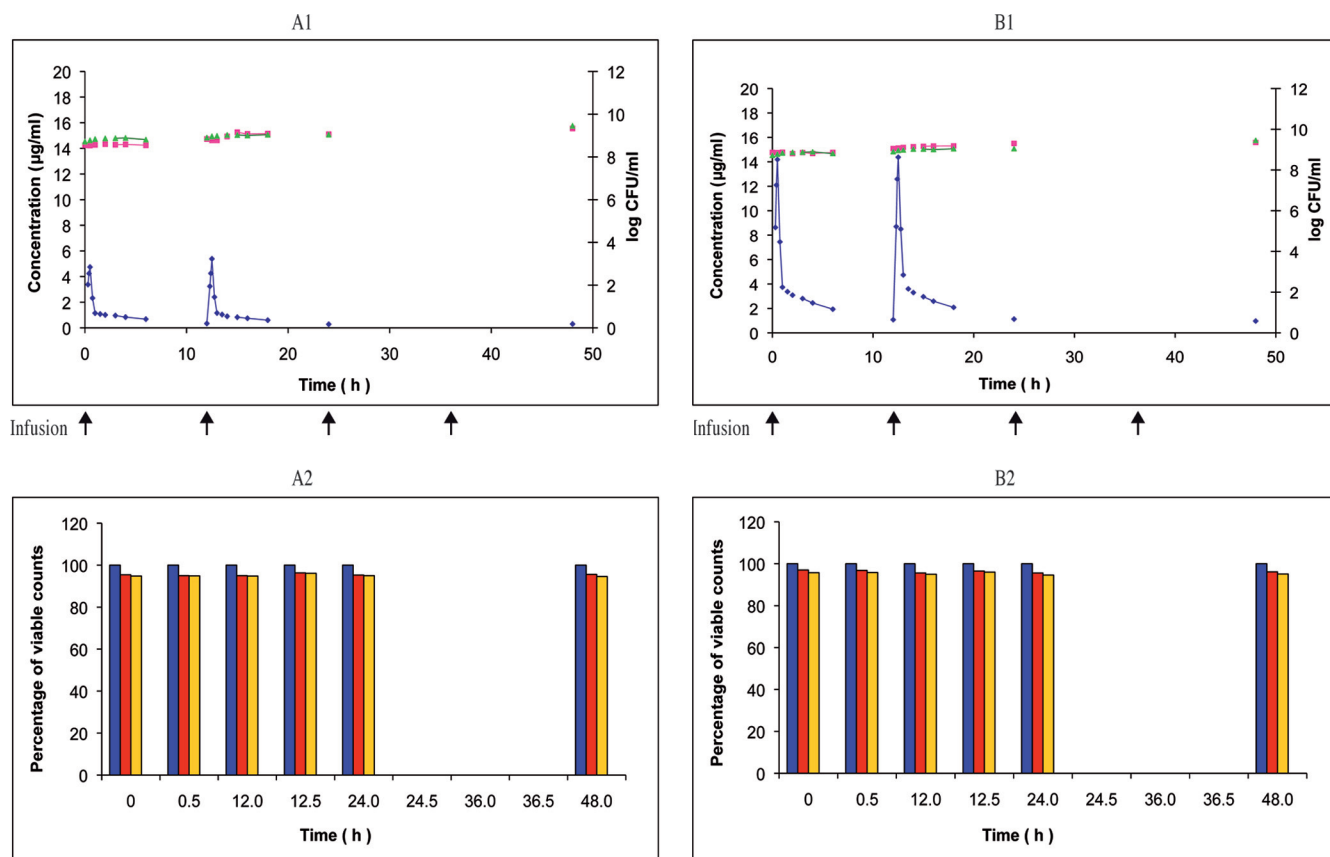 A1
B1
20
18
16
14
12
10
8
6
4
2
0
Concentration (µg/ml)
12
10
8
6
4
2
0
log CFU/ml
0 10 20 30 40 50
Time ( h )
20
18
16
14
12
10
8
6
4
2
0
Concentration (µg/ml)
12
10
8
6
4
2
0
log CFU/ml
0 10 20 30 40 50
Time ( h )
Infusion
Infusion
A2
B2
120
100
80
60
40
20
0
Percentage of viable counts
0 0.5 12.0 12.5 24.0 24.5 36.0 36.5 48.0
Time ( h )
120
100
80
60
40
20
0
Percentage of viable counts
0 0.5 12.0 12.5 24.0 24.5 36.0 36.5 48.0
Time ( h )